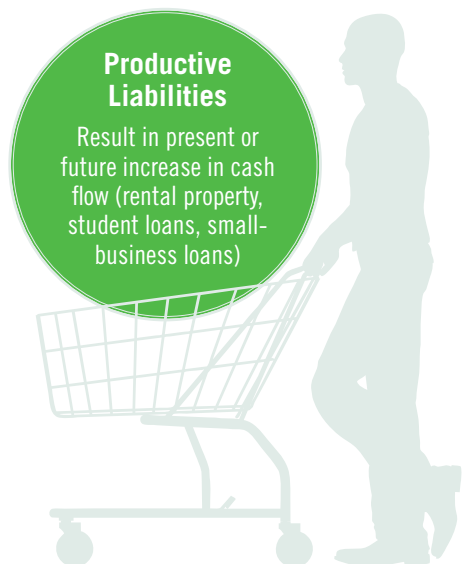 Productive
Liabilities
Result in present or
future increase in cash
flow (rental property,
student loans, small-
business loans)